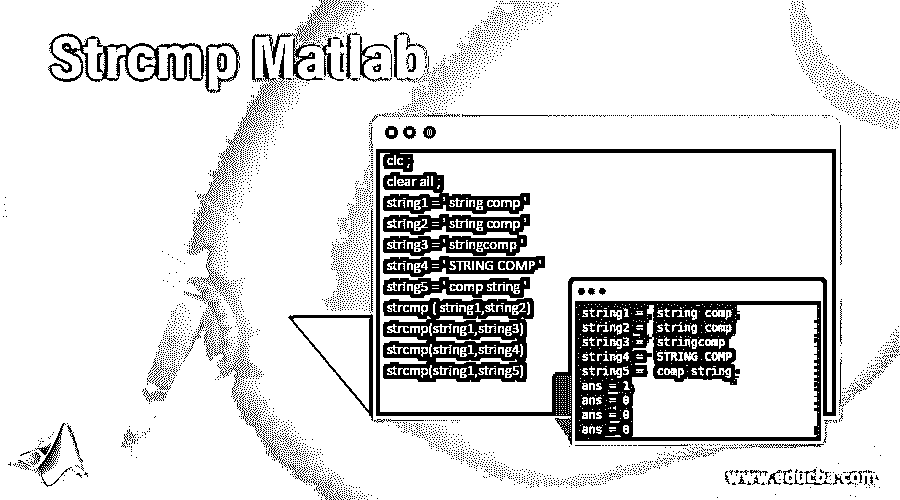 Strcmp Matlab
clc ;
clear all ;
string1 = ' string comp '
string2 = ' string comp '
string3 = ' stringcomp '
string4 = ' STRING COMP '
string5 = ' comp string '
strcmp ( string1,string2)
strcmp(string1,string3)
strcmp(string1,string4)
strcmp(string1,string5)
string1 = string comp
string2 = string comp
string3 = stringcomp
string4 = STRING COMP
string5 = comp string
ans = 1
ans = 0
ans = 0
ans = 0
www.educba.com